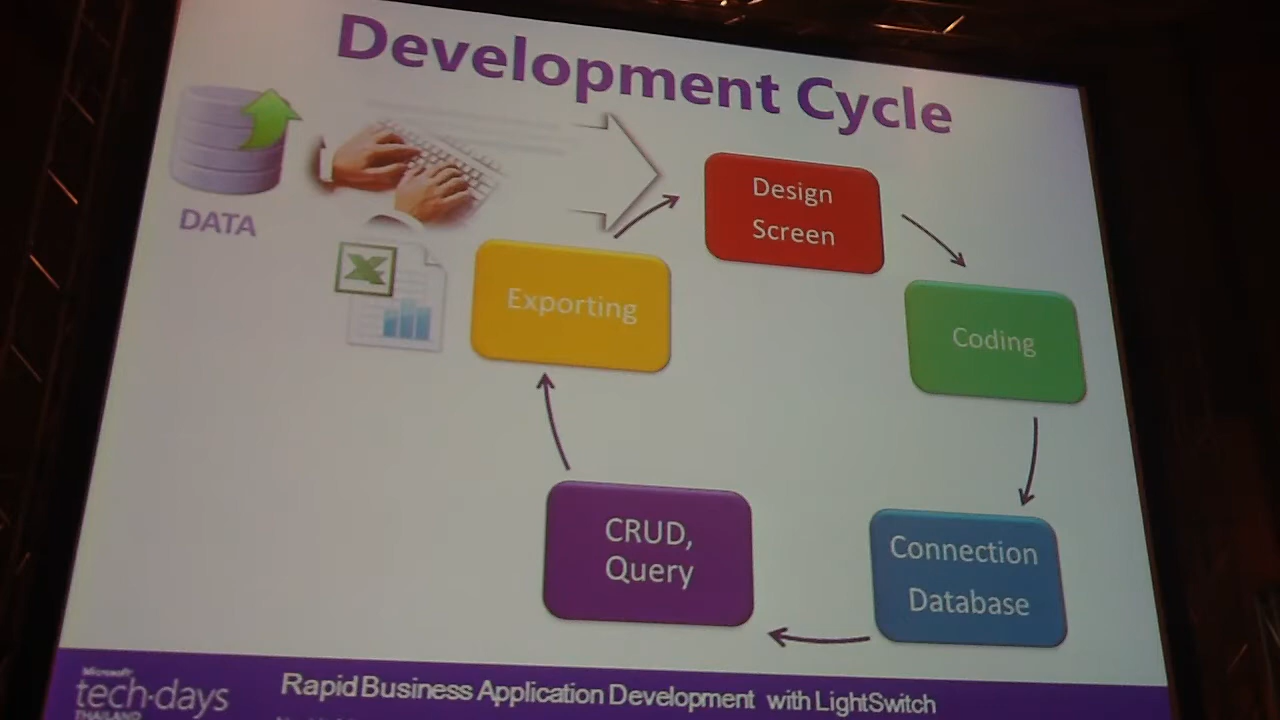 Development Cycle
DATA
Design
Screen
Exporting
Coding
CRUD,
Query
Connection
Database
Microsoft
tech·days
THAILAND
Rapid Business Application Development with LightSwitch